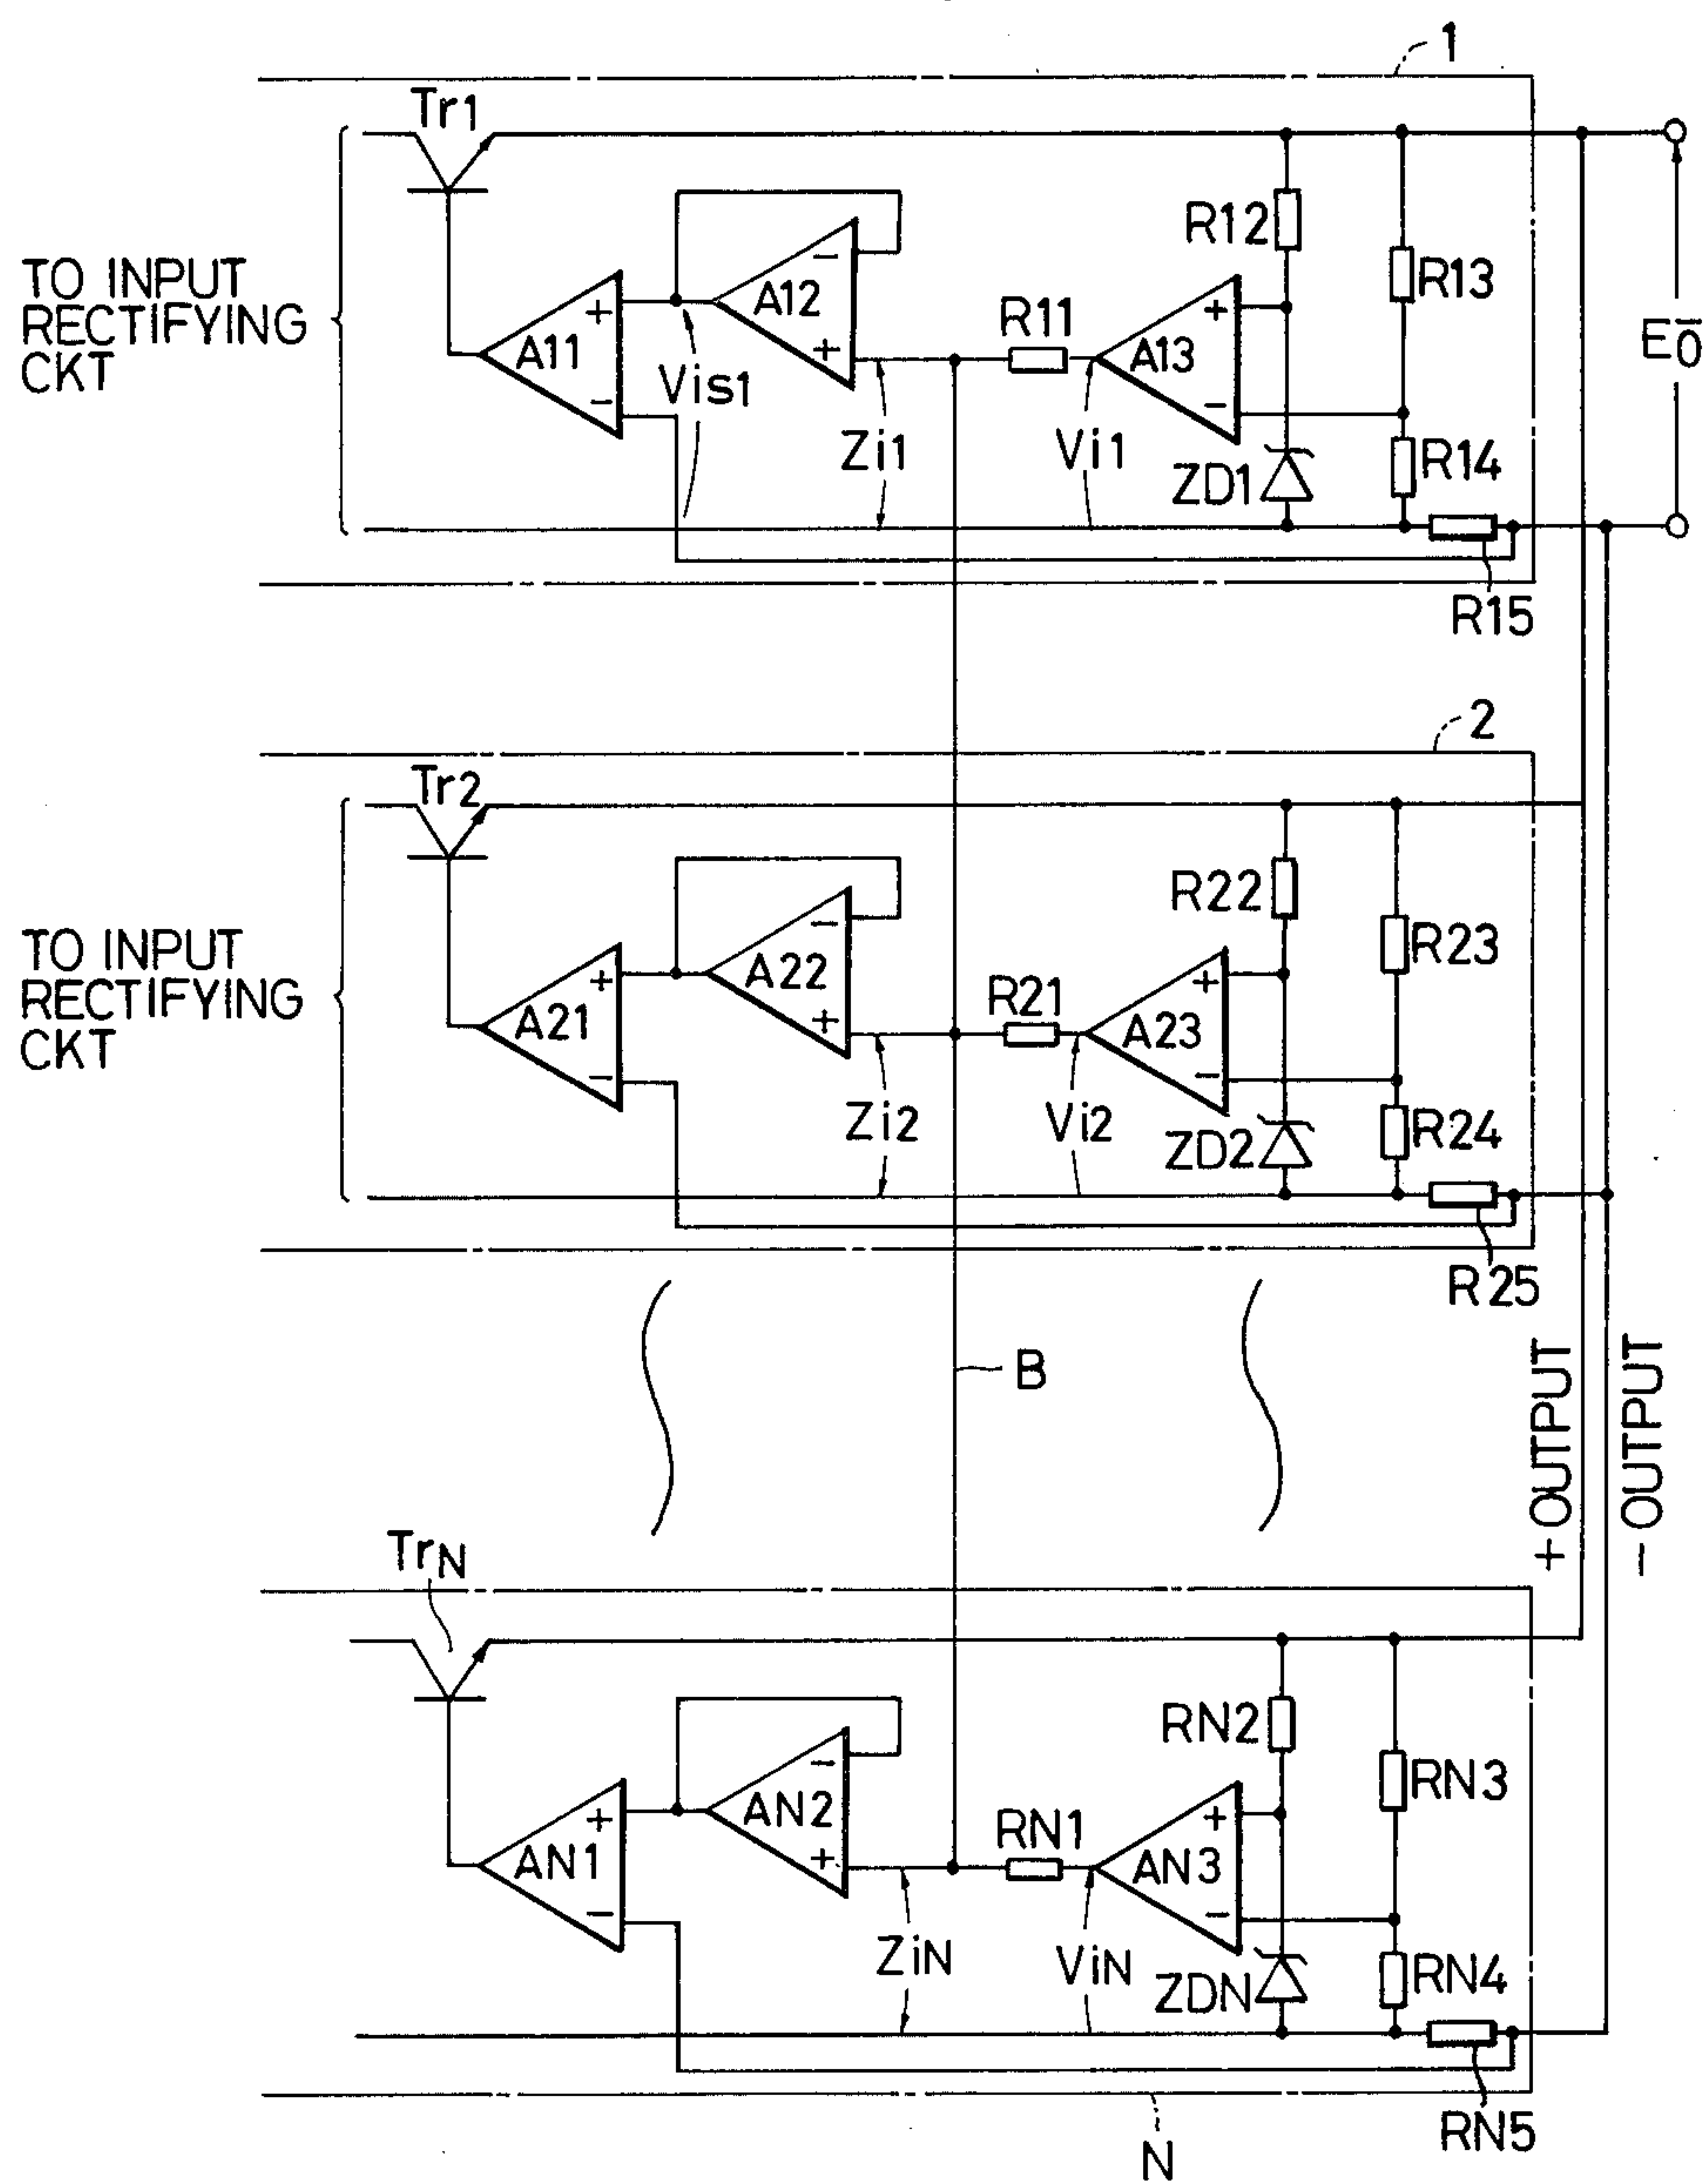 1
Tr1
TO INPUT
RECTIFYING
CKT
R12
R13
+
-
A11
A12
A13
R11
+
-
+
-
Vis1
Zi1
Vi1
ZD1
R14
E0
R15
2
Tr2
TO INPUT
RECTIFYING
CKT
R22
R23
A21
A22
A23
R21
+
-
+
-
+
-
Zi2
Vi2
ZD2
R24
R25
B
+ OUTPUT
- OUTPUT
TrN
RN2
RN3
AN1
AN2
AN3
RN1
+
-
+
-
+
-
ZiN
ViN
ZDN
RN4
RN5
N